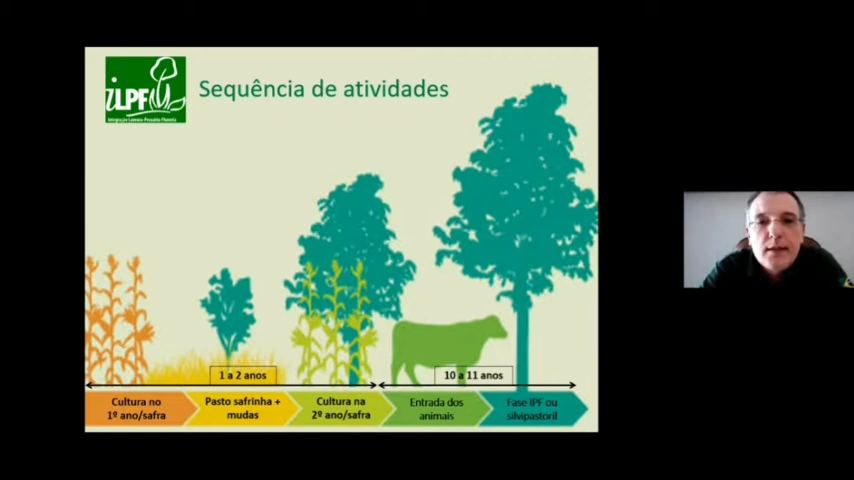 iLPF
Integração Lavoura-Pecuária-Floresta
Sequência de atividades
1 a 2 anos
10 a 11 anos
Cultura no
1º ano/safra
Pasto safrinha +
mudas
Cultura na
2º ano/safra
Entrada dos
animais
Fase IPF ou
silvipastoril